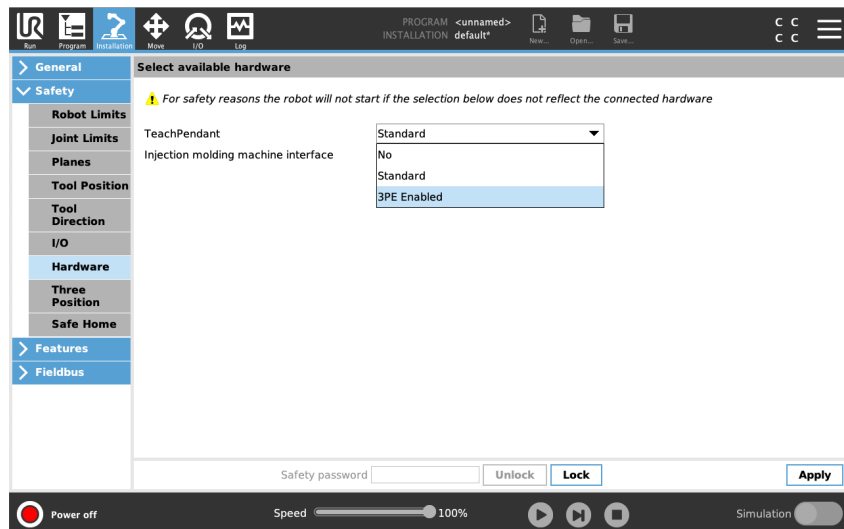 UR
PROGRAM <unnamed>
INSTALLATION default*
C C
C C
Run
Program
Installation
Move
I/O
Log
New...
Open...
Save...
General
Select available hardware
Safety
! For safety reasons the robot will not start if the selection below does not reflect the connected hardware
Robot Limits
Joint Limits
Planes
Tool Position
Tool
Direction
I/O
Hardware
Three
Position
Safe Home
Features
Fieldbus
TeachPendant
Standard
Injection molding machine interface
No
Standard
3PE Enabled
Safety password
Unlock
Lock
Apply
Power off
Speed
100%
Simulation